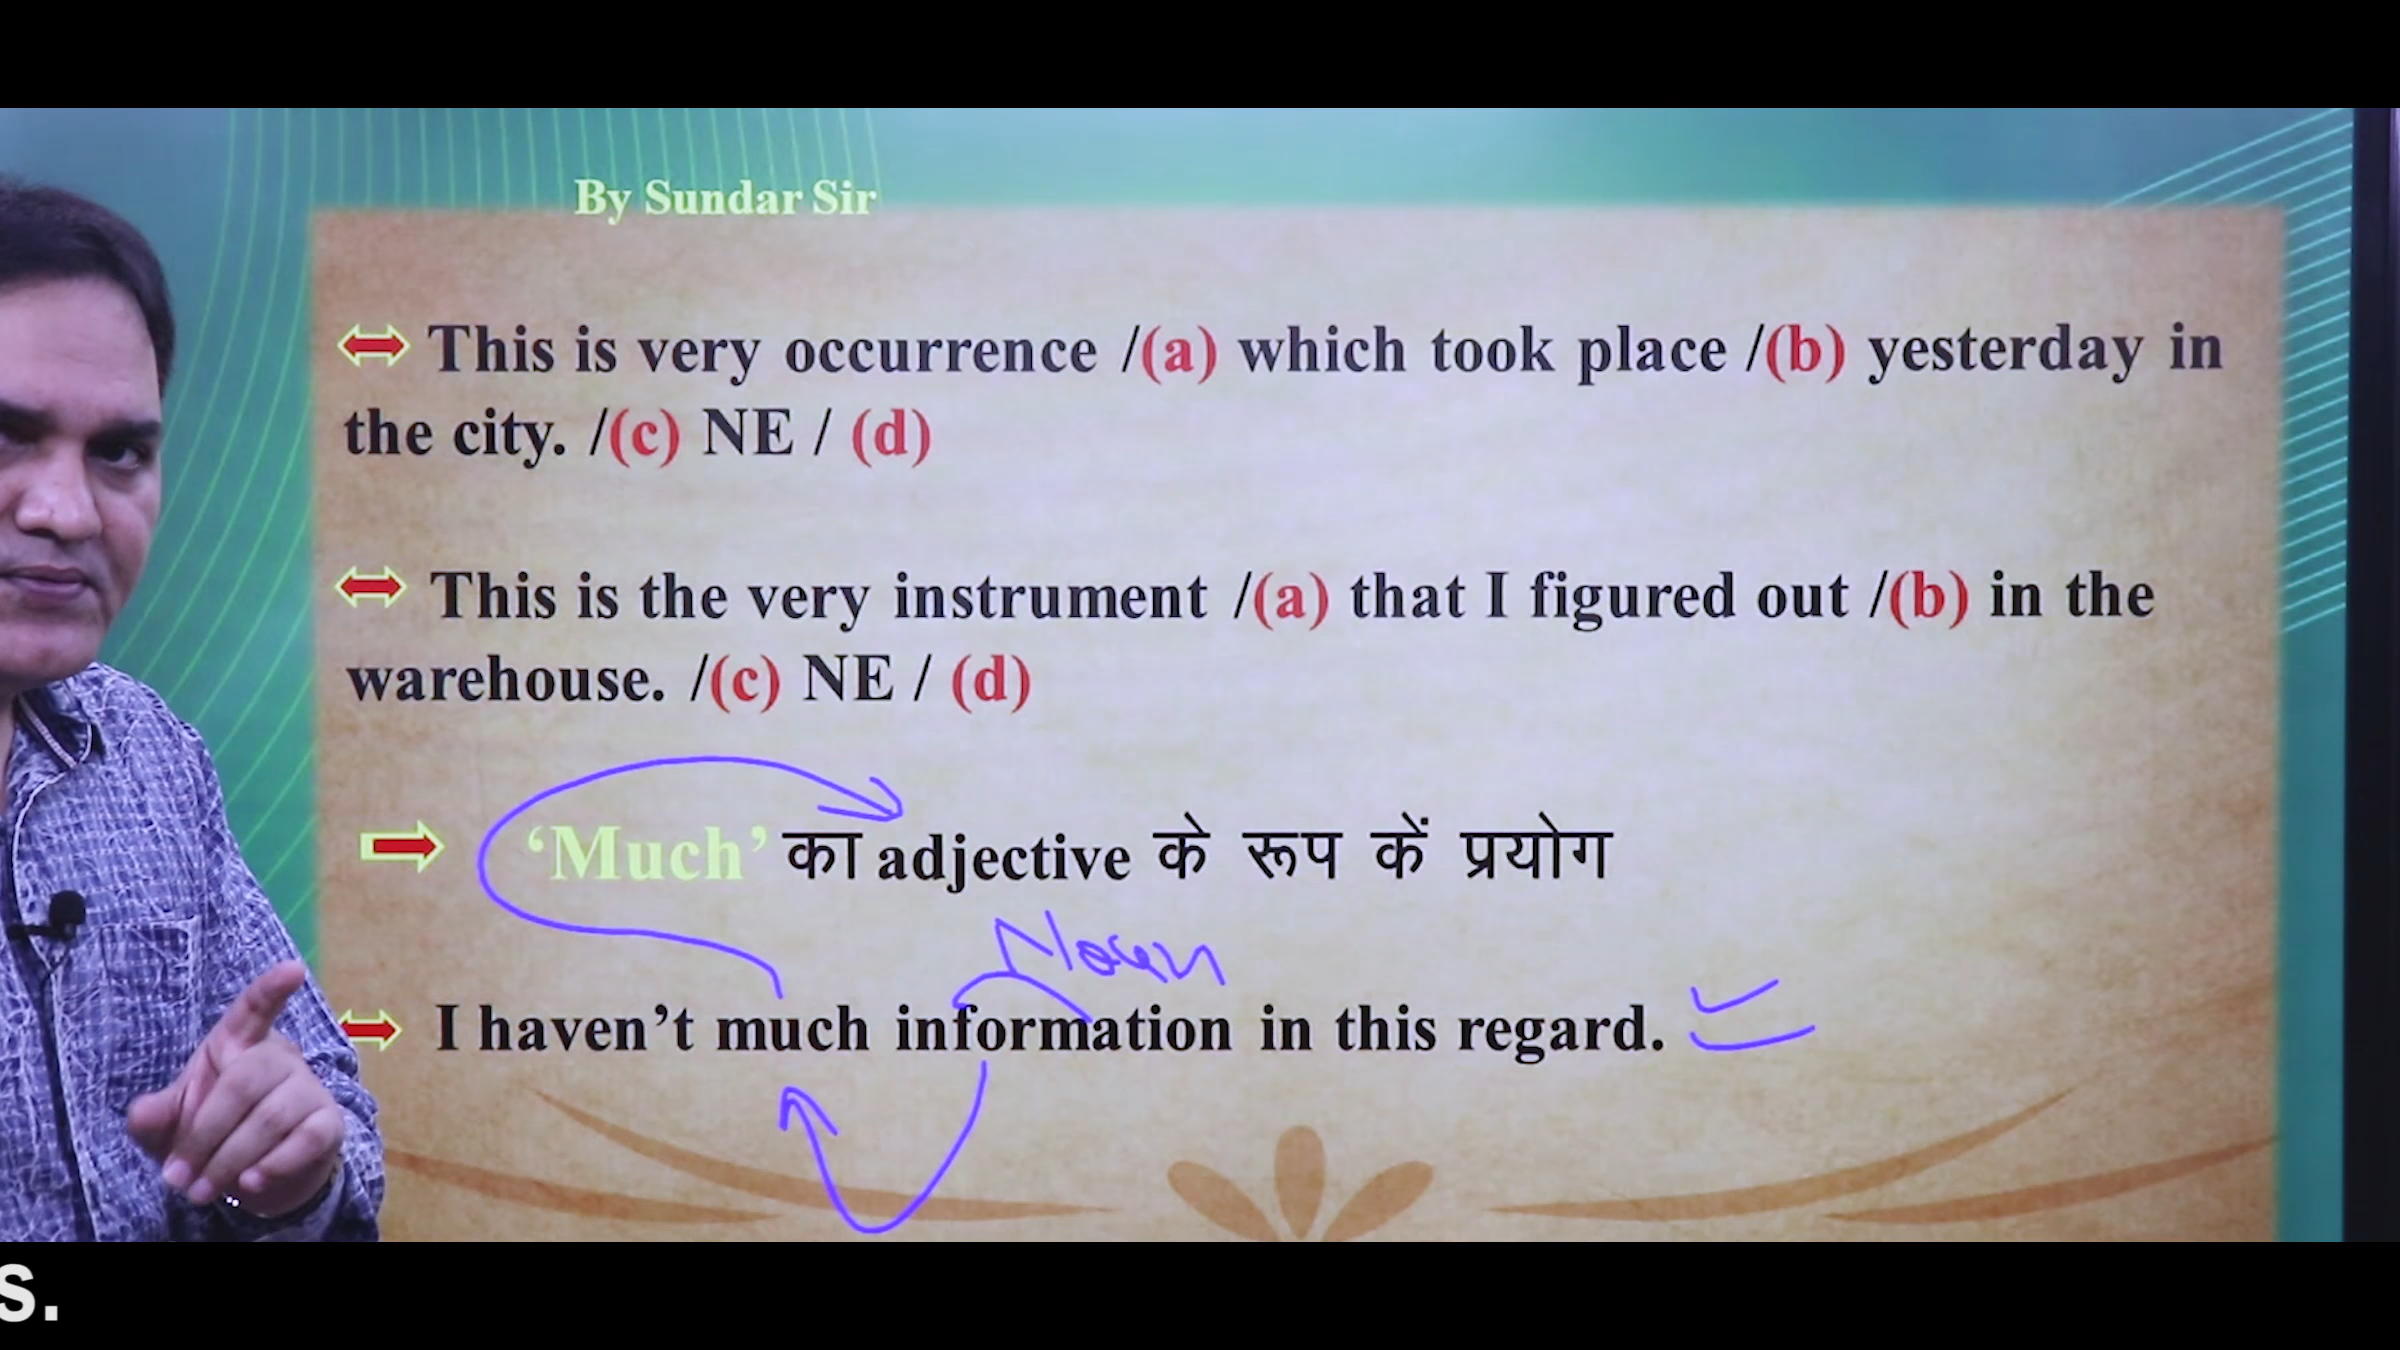 By Sundar Sir
This is very occurrence /(a) which took place /(b) yesterday in
the city. /(c) NE / (d)
This is the very instrument /(a) that I figured out /(b) in the
warehouse. /(c) NE / (d)
‘Much’ का adjective के रूप कें प्रयोग
Noun
I haven’t much information in this regard.
s.